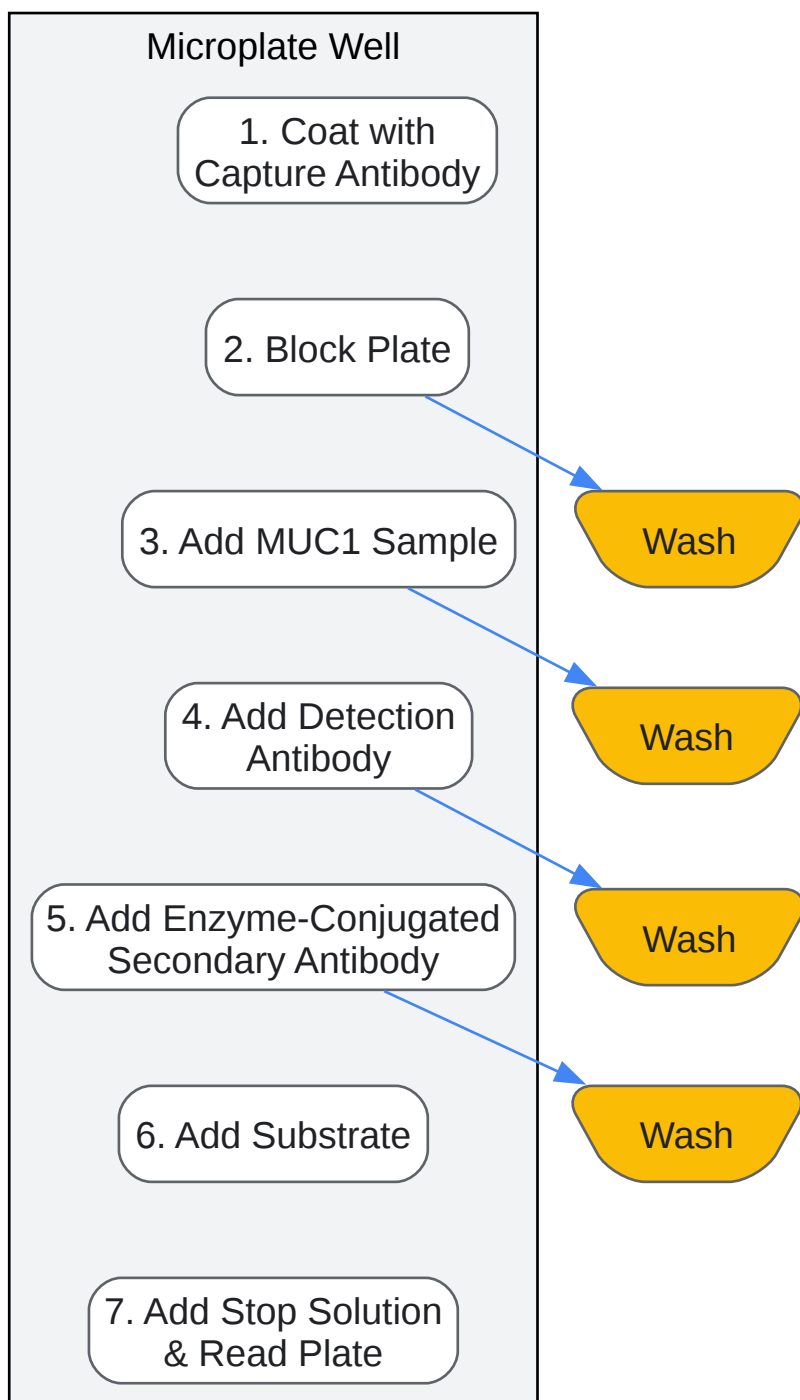 Microplate Well
1. Coat with
Capture Antibody
2. Block Plate
3. Add MUC1 Sample
Wash
4. Add Detection
Antibody
Wash
5. Add Enzyme-Conjugated
Secondary Antibody
Wash
6. Add Substrate
Wash
7. Add Stop Solution
& Read Plate